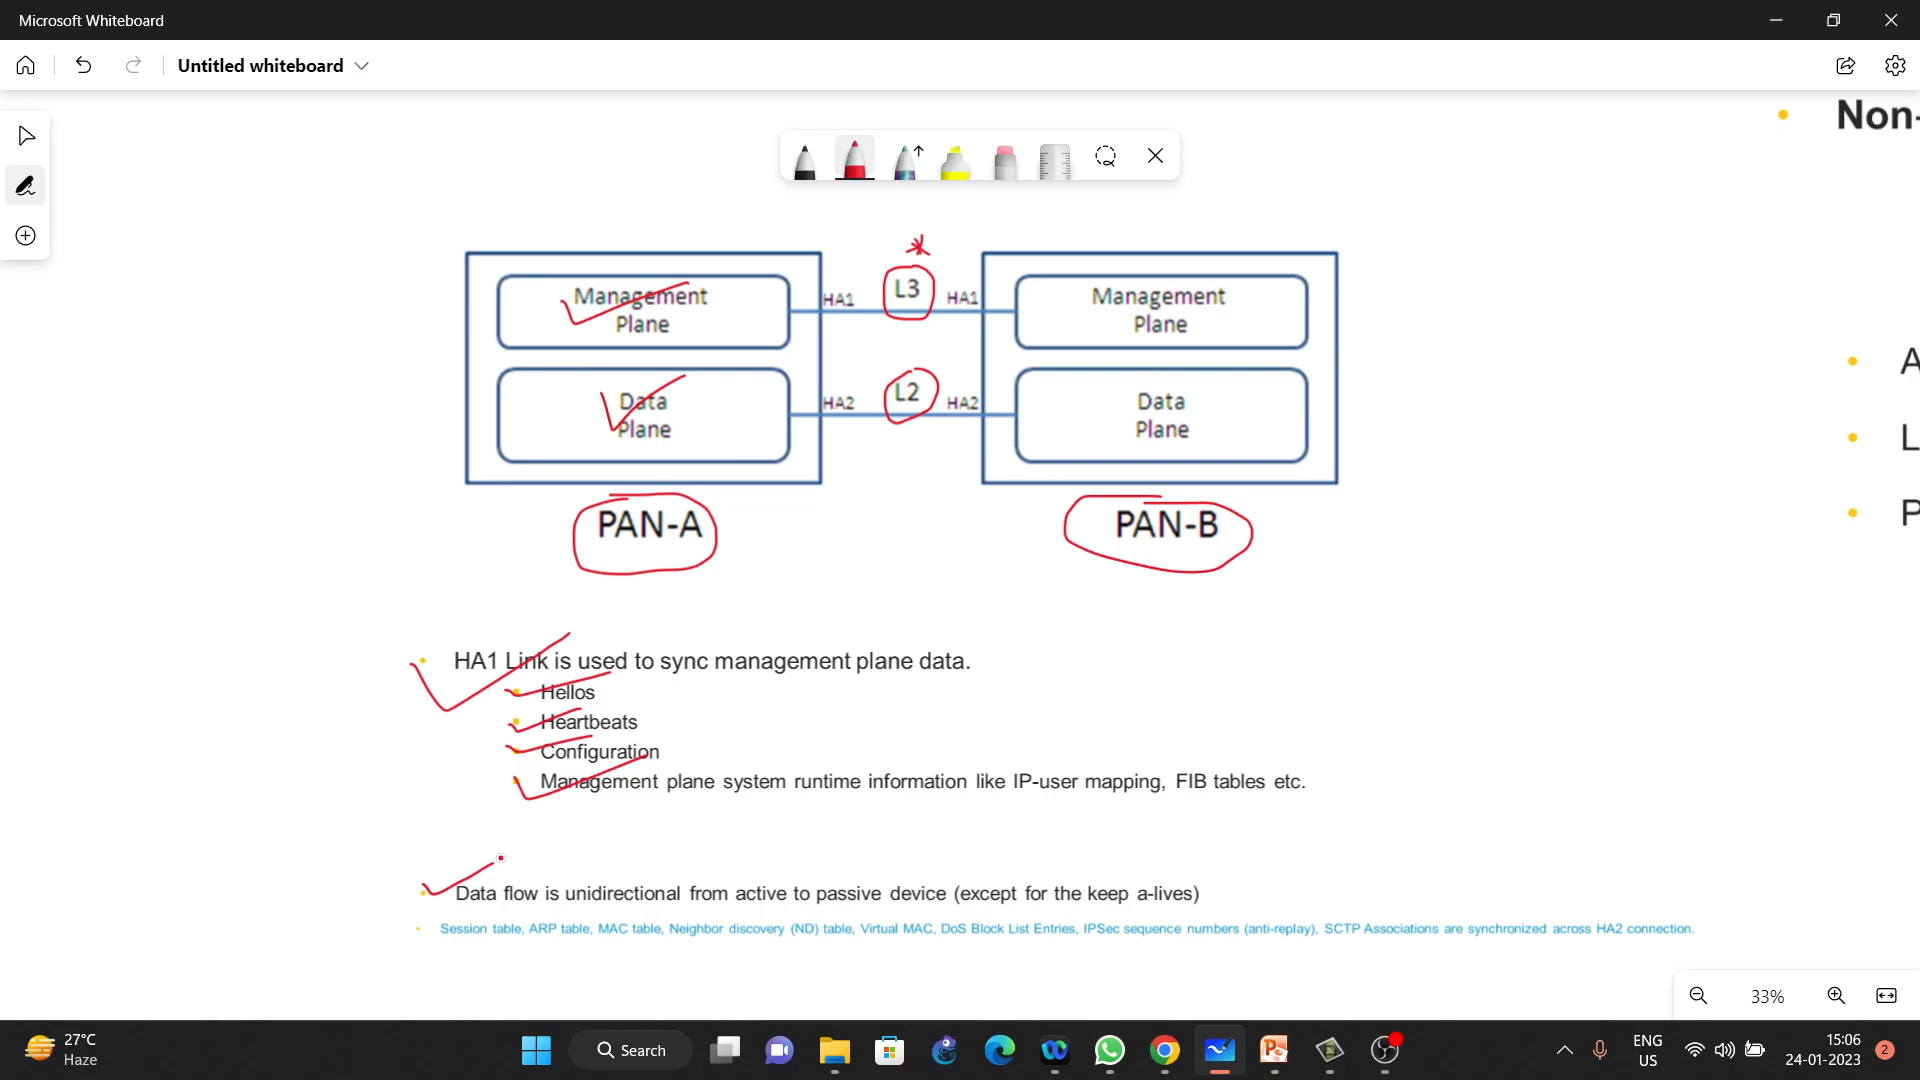 Microsoft Whiteboard
Untitled whiteboard
Non-
L3
Management
Plane
HA1
HA1
Management
Plane
L2
Data
Plane
HA2
HA2
Data
Plane
PAN-A
PAN-B
A
L
P
HA1 Link is used to sync management plane data.
Hellos
Heartbeats
Configuration
Management plane system runtime information like IP-user mapping, FIB tables etc.
Data flow is unidirectional from active to passive device (except for the keep a-lives)
Session table, ARP table, MAC table, Neighbor discovery (ND) table, Virtual MAC, DoS Block List Entries, IPSec sequence numbers (anti-replay), SCTP Associations are synchronized across HA2 connection.
33%
27°C
Haze
Search
ENG
US
15:06
24-01-2023
2